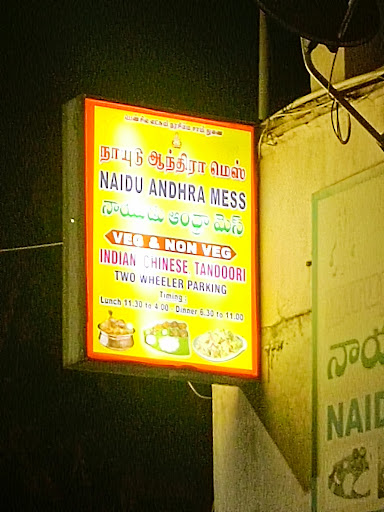 நாயுடு ஆந்திரா மெஸ்
NAIDU ANDHRA MESS
నాయుడు ఆంధ్రా మెస్
VEG & NON VEG
INDIAN CHINESE TANDOORI
TWO WHEELER PARKING
Timing :
Lunch 11.30 to 4.00 Dinner 6.30 to 11.00
నాయ
NAID